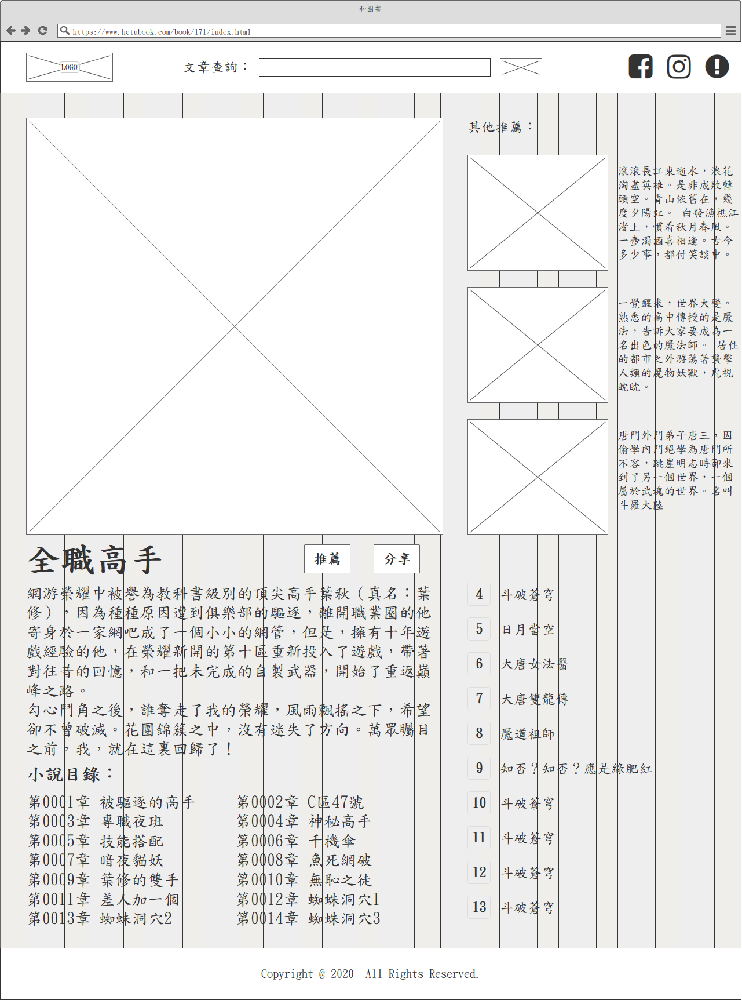 和圖書
https://www.hetubook.com/book/171/index.html
LOGO
文章查詢：
其他推薦：
滾滾長江東逝水，浪花
淘盡英雄。是非成敗轉
頭空。青山依舊在，幾
度夕陽紅。 白發漁樵江
渚上，慣看秋月春風。
一壺濁酒喜相逢。古今
多少事，都付笑談中。
一覺醒來，世界大變。
熟悉的高中傳授的是魔
法，告訴大家要成為一
名出色的魔法師。 居住
的都市之外游蕩著襲擊
人類的魔物妖獸，虎視
眈眈。
唐門外門弟子唐三，因
偷學內門絕學為唐門所
不容，跳崖明志時卻來
到了另一個世界，一個
屬於武魂的世界。名叫
斗羅大陸
全職高手
推薦
分享
網游榮耀中被譽為教科書級別的頂尖高手葉秋（真名：葉
修），因為種種原因遭到俱樂部的驅逐，離開職業圈的他
寄身於一家網吧成了一個小小的網管，但是，擁有十年遊
戲經驗的他，在榮耀新開的第十區重新投入了遊戲，帶著
對往昔的回憶，和一把未完成的自製武器，開始了重返巔
峰之路。
勾心鬥角之後，誰奪走了我的榮耀，風雨飄搖之下，希望
卻不曾破滅。花團錦簇之中，沒有迷失了方向。萬眾矚目
之前，我，就在這裏回歸了！
小說目錄：
第0001章 被驅逐的高手
第0002章 C區47號
第0003章 專職夜班
第0004章 神秘高手
第0005章 技能搭配
第0006章 千機傘
第0007章 暗夜貓妖
第0008章 魚死網破
第0009章 葉修的雙手
第0010章 無恥之徒
第0011章 差人加一個
第0012章 蜘蛛洞穴1
第0013章 蜘蛛洞穴2
第0014章 蜘蛛洞穴3
4 斗破蒼穹
5 日月當空
6 大唐女法醫
7 大唐雙龍傳
8 魔道祖師
9 知否？知否？應是綠肥紅
10 斗破蒼穹
11 斗破蒼穹
12 斗破蒼穹
13 斗破蒼穹
Copyright @ 2020  All Rights Reserved.